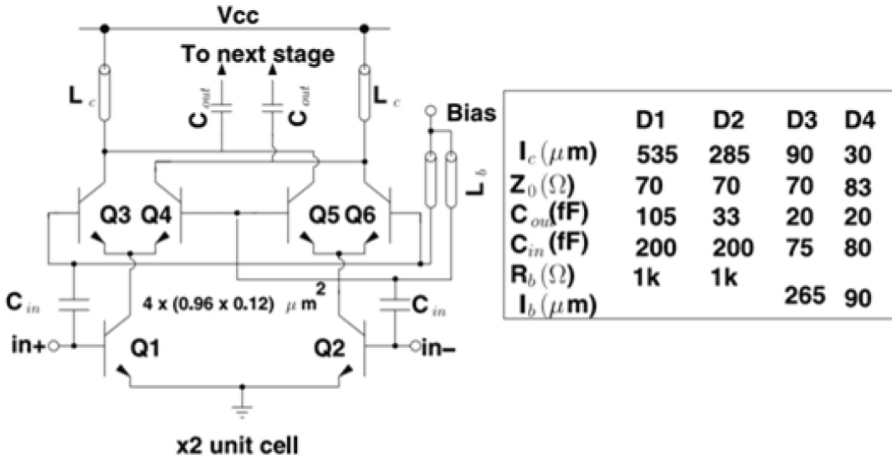 Vcc
To next stage
L c
C out
C out
L c
Bias
L b
Q3
Q4
Q5
Q6
C in
4 x (0.96 x 0.12) μm²
C in
in+
Q1
Q2
in−
x2 unit cell
D1 D2 D3 D4
I c (μm) 535 285 90 30
Z 0 (Ω) 70 70 70 83
C ou (fF) 105 33 20 20
C in (fF) 200 200 75 80
R b (Ω) 1k 1k
I b (μm) 265 90